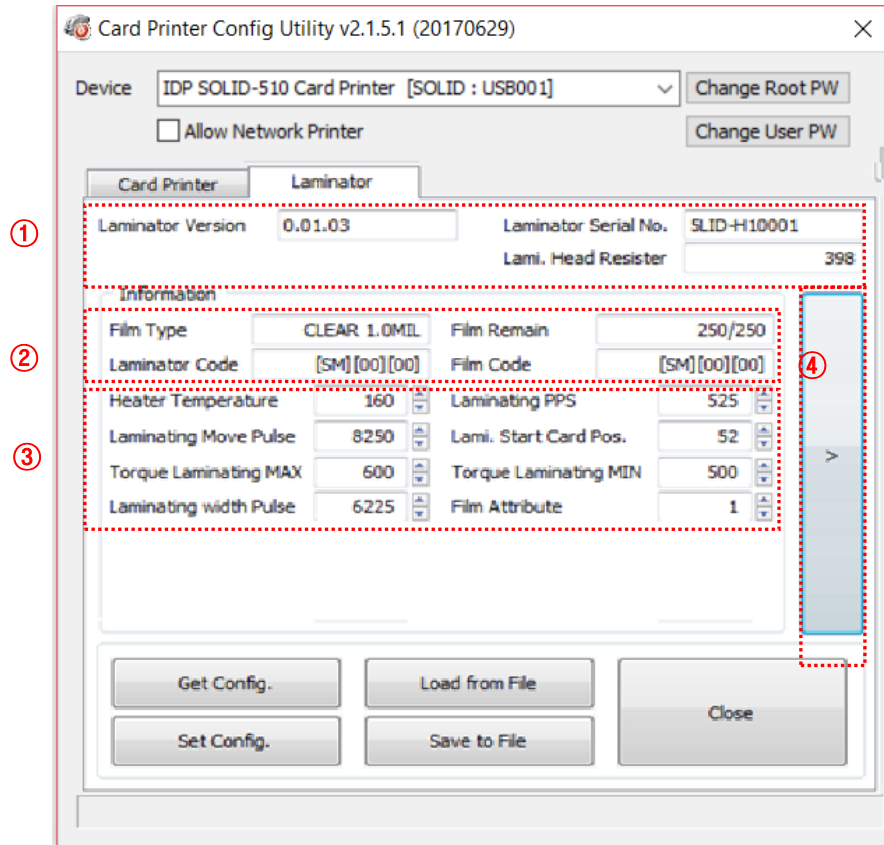 Card Printer Config Utility v2.1.5.1 (20170629)
Device IDP SOLID-510 Card Printer [SOLID : USB001] Change Root PW
Allow Network Printer Change User PW
Card Printer Laminator
① Laminator Version 0.01.03 Laminator Serial No. SLID-H10001
Lami. Head Resister 398
Information
Film Type CLEAR 1.0MIL Film Remain 250/250
② Laminator Code [SM][00][00] Film Code [SM][00][00] ④
Heater Temperature 160 Laminating PPS 525
Laminating Move Pulse 8250 Lami. Start Card Pos. 52
③ Torque Laminating MAX 600 Torque Laminating MIN 500 >
Laminating width Pulse 6225 Film Attribute 1
Get Config. Load from File Close
Set Config. Save to File